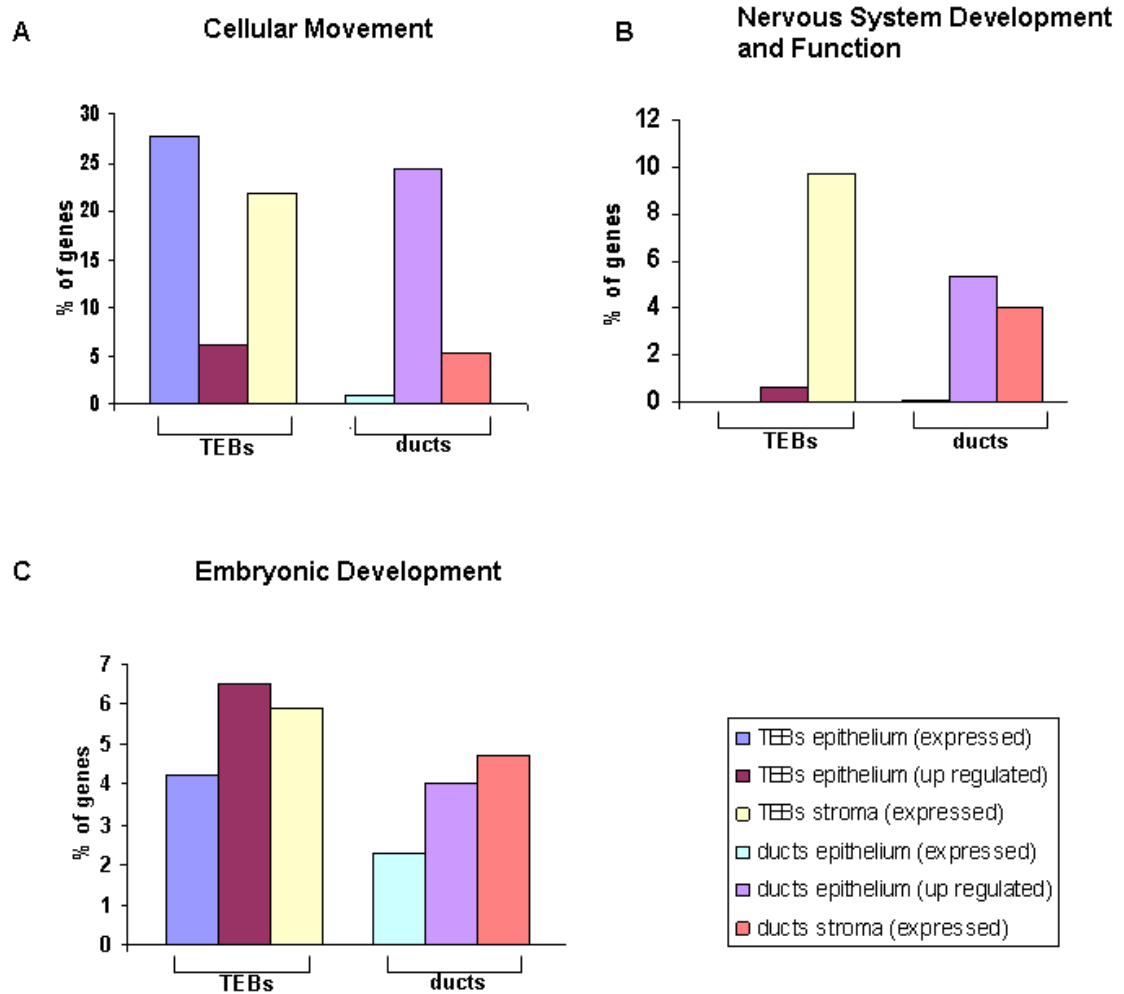 A
Cellular Movement
30
25
20
15
10
5
0
% of genes
TEBs
ducts
B
Nervous System Development
and Function
12
10
8
6
4
2
0
% of genes
TEBs
ducts
C
Embryonic Development
7
6
5
4
3
2
1
0
% of genes
TEBs
ducts
TEBs epithelium (expressed)
TEBs epithelium (up regulated)
TEBs stroma (expressed)
ducts epithelium (expressed)
ducts epithelium (up regulated)
ducts stroma (expressed)